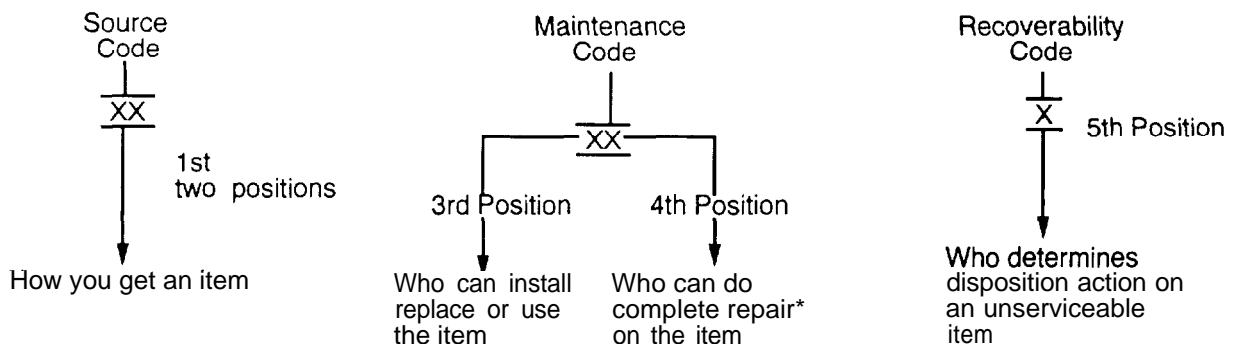 Source
Code
XX
1st
two positions
How you get an item
Maintenance
Code
XX
3rd Position
4th Position
Who can install
replace or use
the item
Who can do
complete repair*
on the item
Recoverability
Code
X
5th Position
Who determines
disposition action on
an unserviceable
item